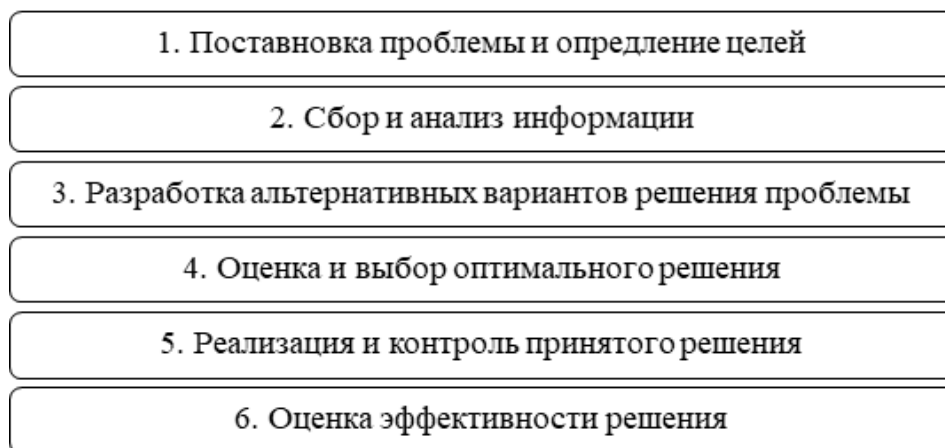 1. Поставновка проблемы и опредление целей
2. Сбор и анализ информации
3. Разработка альтернативных вариантов решения проблемы
4. Оценка и выбор оптимального решения
5. Реализация и контроль принятого решения
6. Оценка эффективности решения